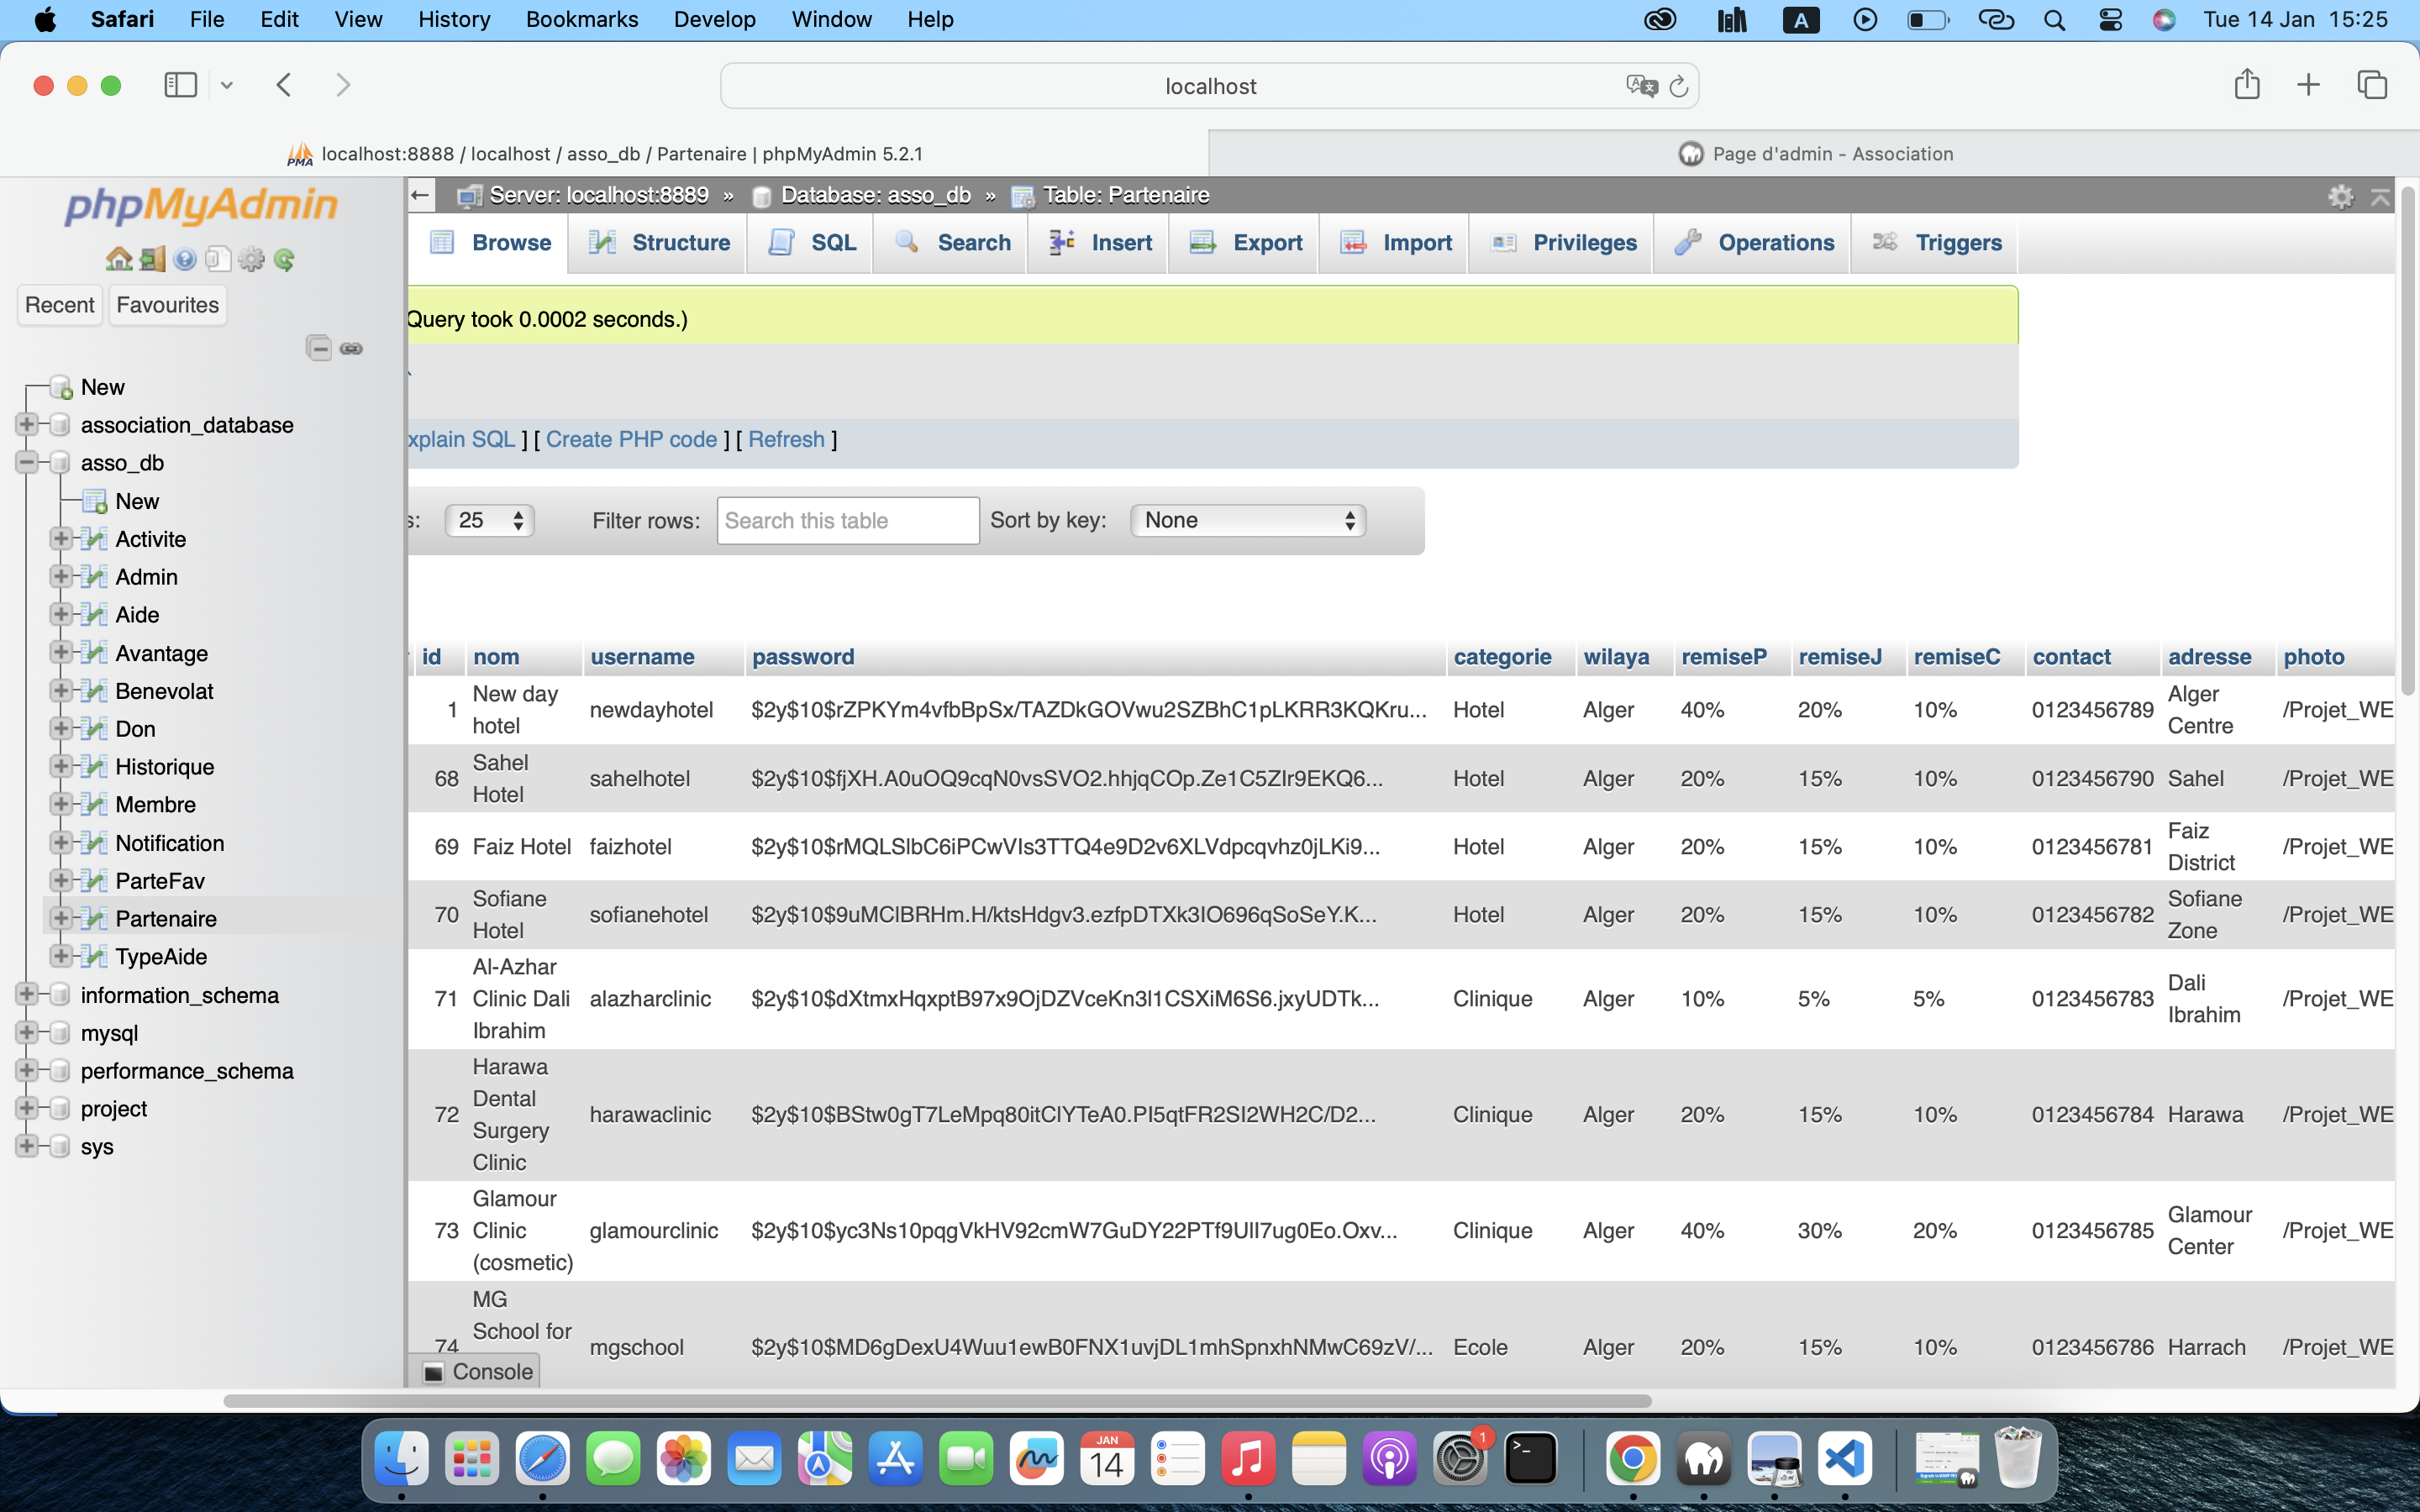 Safari File Edit View History Bookmarks Develop Window Help A Tue 14 Jan 15:25
localhost
PMA localhost:8888 / localhost / asso_db / Partenaire | phpMyAdmin 5.2.1
Page d'admin - Association
phpMyAdmin
Recent Favourites
New
association_database
asso_db
New
Activite
Admin
Aide
Avantage
Benevolat
Don
Historique
Membre
Notification
ParteFav
Partenaire
TypeAide
information_schema
mysql
performance_schema
project
sys
Server: localhost:8889 » Database: asso_db » Table: Partenaire
Browse Structure SQL Search Insert Export Import Privileges Operations Triggers
Query took 0.0002 seconds.)
xplain SQL ] [ Create PHP code ] [ Refresh ]
s: 25 Filter rows: Search this table Sort by key: None
id nom username password categorie wilaya remiseP remiseJ remiseC contact adresse photo
1 New day hotel newdayhotel $2y$10$rZPKYm4vfbBpSx/TAZDkGOVwu2SZBhC1pLKRR3KQKru... Hotel Alger 40% 20% 10% 0123456789 Alger Centre /Projet_WE
68 Sahel Hotel sahelhotel $2y$10$fjXH.A0uOQ9cqN0vsSVO2.hhjqCOp.Ze1C5ZIr9EKQ6... Hotel Alger 20% 15% 10% 0123456790 Sahel /Projet_WE
69 Faiz Hotel faizhotel $2y$10$rMQLSlbC6iPCwVIs3TTQ4e9D2v6XLVdpcqvhz0jLKi9... Hotel Alger 20% 15% 10% 0123456781 Faiz District /Projet_WE
70 Sofiane Hotel sofianehotel $2y$10$9uMClBRHm.H/ktsHdgv3.ezfpDTXk3IO696qSoSeY.K... Hotel Alger 20% 15% 10% 0123456782 Sofiane Zone /Projet_WE
71 Al-Azhar Clinic Dali Ibrahim alazharclinic $2y$10$dXtmxHqxptB97x9OjDZVceKn3l1CSXiM6S6.jxyUDTk... Clinique Alger 10% 5% 5% 0123456783 Dali Ibrahim /Projet_WE
72 Harawa Dental Surgery Clinic harawaclinic $2y$10$BStw0gT7LeMpq80itClYTeA0.PI5qtFR2SI2WH2C/D2... Clinique Alger 20% 15% 10% 0123456784 Harawa /Projet_WE
73 Glamour Clinic (cosmetic) glamourclinic $2y$10$yc3Ns10pqgVkHV92cmW7GuDY22PTf9Ull7ug0Eo.Oxv... Clinique Alger 40% 30% 20% 0123456785 Glamour Center /Projet_WE
74 MG School for mgschool $2y$10$MD6gDexU4Wuu1ewB0FNX1uvjDL1mhSpnxhNMwC69zV/... Ecole Alger 20% 15% 10% 0123456786 Harrach /Projet_WE
Console
JAN
14
1